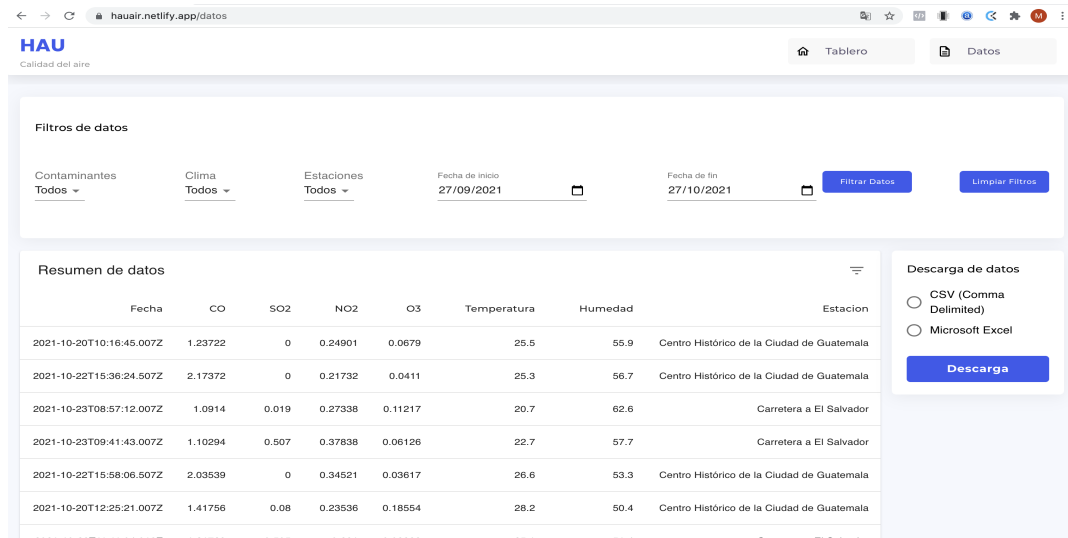 hauair.netlify.app/datos
M
HAU
Calidad del aire
Tablero
Datos
Filtros de datos
Contaminantes
Todos
Clima
Todos
Estaciones
Todos
Fecha de inicio
27/09/2021
Fecha de fin
27/10/2021
Filtrar Datos
Limpiar Filtros
Resumen de datos
Fecha CO SO2 NO2 O3 Temperatura Humedad Estacion
2021-10-20T10:16:45.007Z 1.23722 0 0.24901 0.0679 25.5 55.9 Centro Histórico de la Ciudad de Guatemala
2021-10-22T15:36:24.507Z 2.17372 0 0.21732 0.0411 25.3 56.7 Centro Histórico de la Ciudad de Guatemala
2021-10-23T08:57:12.007Z 1.0914 0.019 0.27338 0.11217 20.7 62.6 Carretera a El Salvador
2021-10-23T09:41:43.007Z 1.10294 0.507 0.37838 0.06126 22.7 57.7 Carretera a El Salvador
2021-10-22T15:58:06.507Z 2.03539 0 0.34521 0.03617 26.6 53.3 Centro Histórico de la Ciudad de Guatemala
2021-10-20T12:25:21.007Z 1.41756 0.08 0.23536 0.18554 28.2 50.4 Centro Histórico de la Ciudad de Guatemala
Descarga de datos
CSV (Comma
Delimited)
Microsoft Excel
Descarga